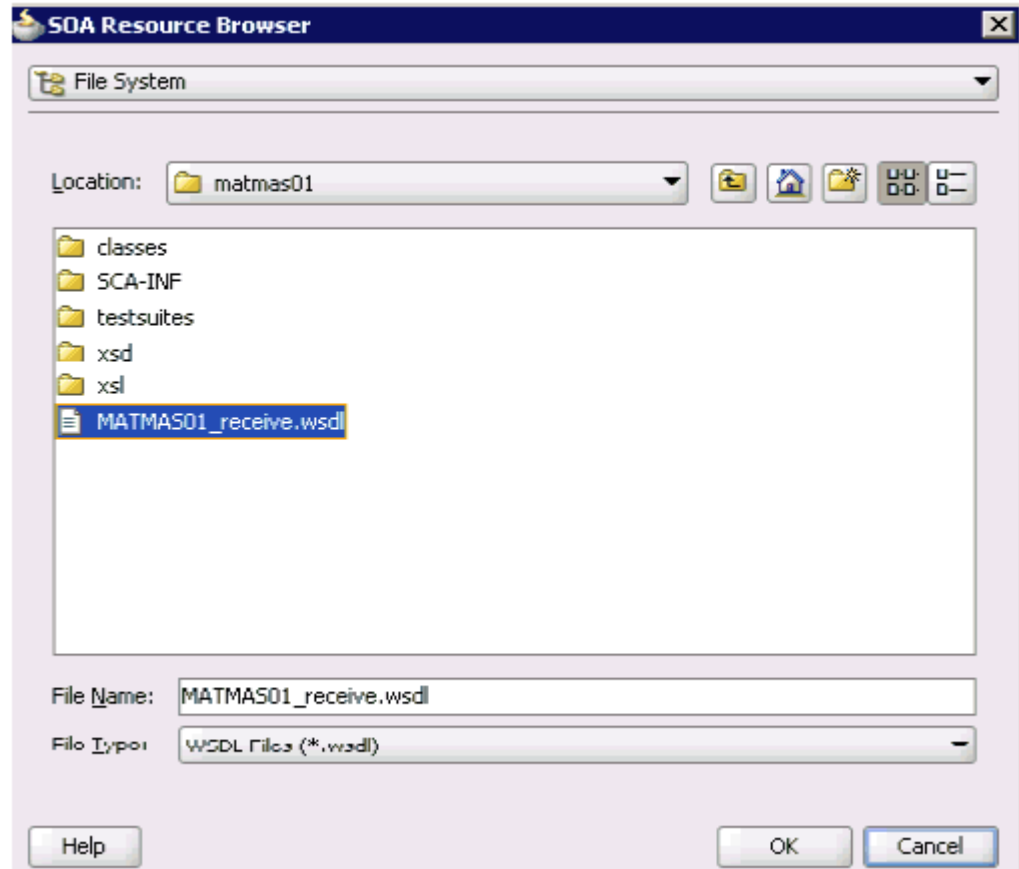 SOA Resource Browser
File System
Location: matmas01
classes
SCA-INF
testsuites
xsd
xsl
MATMAS01_receive.wsdl
File Name: MATMAS01_receive.wsdl
File Type: WSDL Files (*.wsdl)
Help OK Cancel